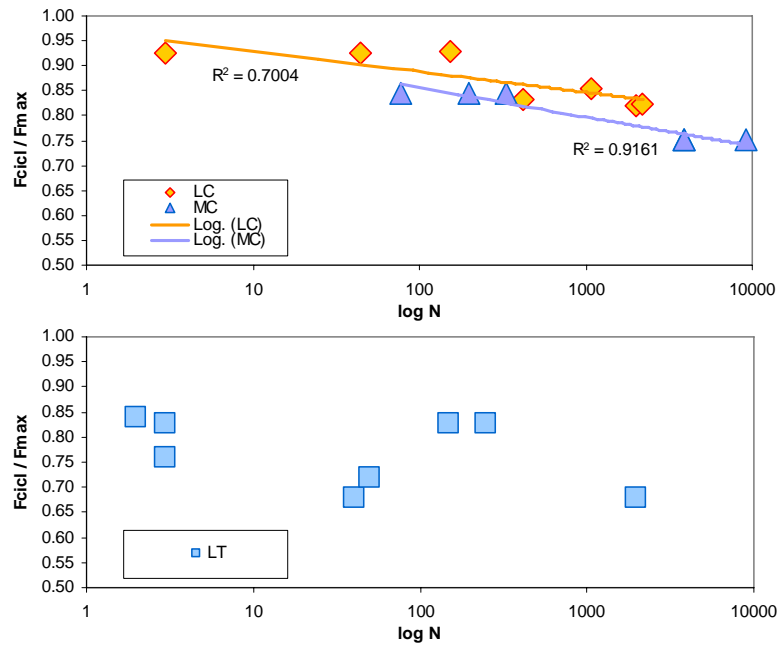 1.00
0.95
0.90
0.85
0.80
0.75
0.70
0.65
0.60
0.55
0.50
Fcicl / Fmax
R² = 0.7004
R² = 0.9161
LC
MC
Log. (LC)
Log. (MC)
1 10 100 1000 10000
log N
1.00
0.95
0.90
0.85
0.80
0.75
0.70
0.65
0.60
0.55
0.50
Fcicl / Fmax
LT
1 10 100 1000 10000
log N